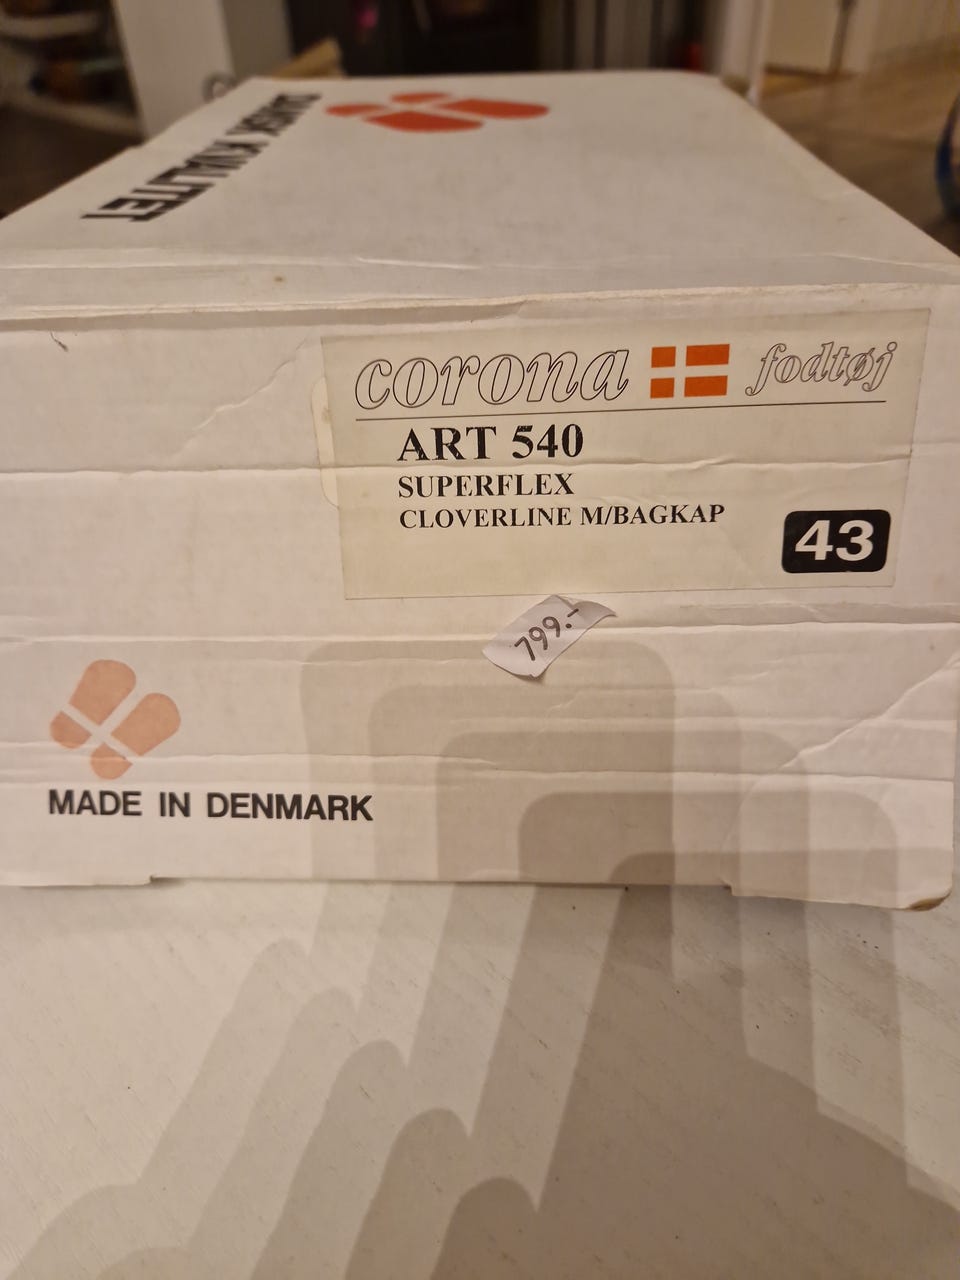 DANSK KVALITET
corona fodtøj
ART 540
SUPERFLEX
CLOVERLINE M/BAGKAP
43
799.-
MADE IN DENMARK